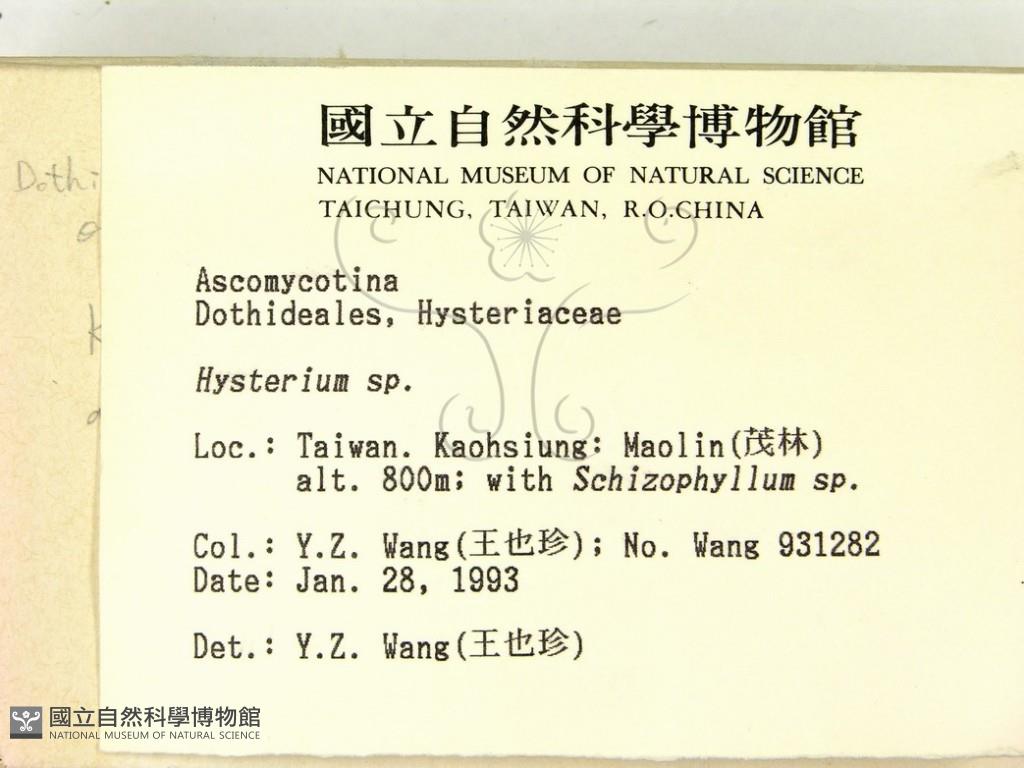 國立自然科學博物館
NATIONAL MUSEUM OF NATURAL SCIENCE
TAICHUNG, TAIWAN, R.O.CHINA
Dothi
Ascomycotina
Dothideales, Hysteriaceae
Hysterium sp.
Loc.: Taiwan. Kaohsiung: Maolin(茂林)
alt. 800m; with Schizophyllum sp.
Col.: Y.Z. Wang(王也珍); No. Wang 931282
Date: Jan. 28, 1993
Det.: Y.Z. Wang(王也珍)
國立自然科學博物館
NATIONAL MUSEUM OF NATURAL SCIENCE